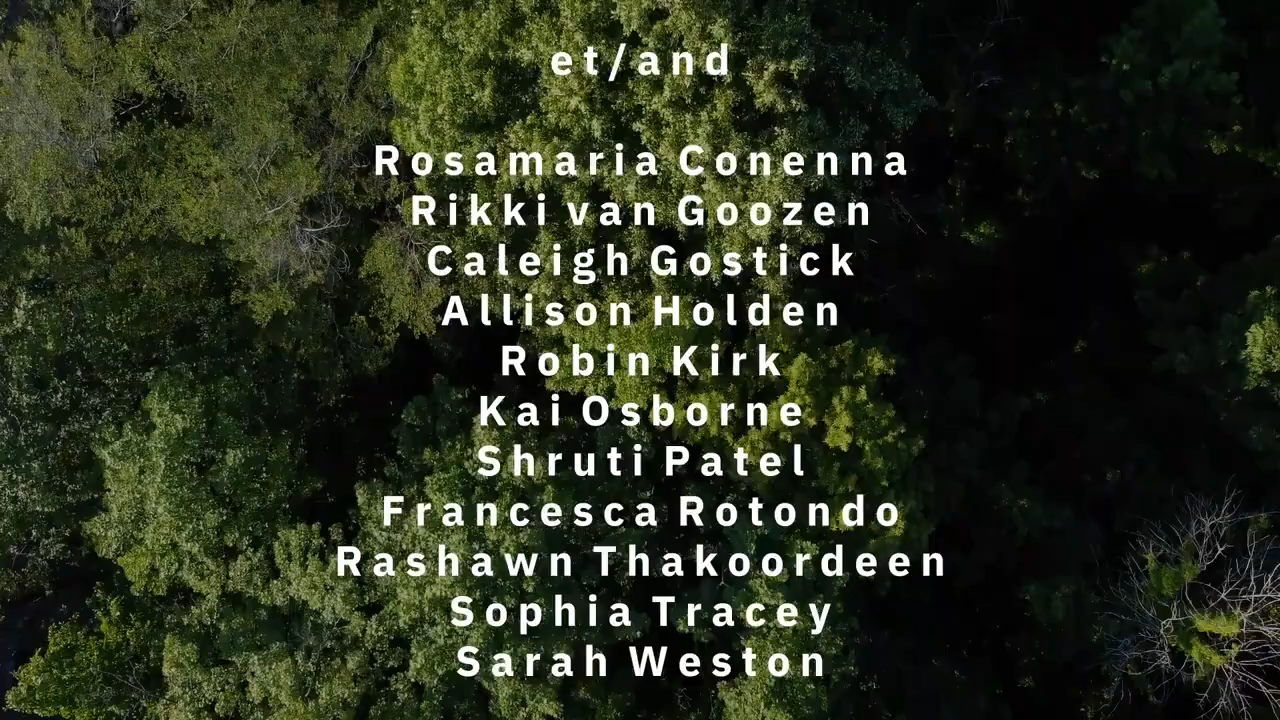 et/and
Rosamaria Conenna
Rikki van Goozen
Caleigh Gostick
Allison Holden
Robin Kirk
Kai Osborne
Shruti Patel
Francesca Rotondo
Rashawn Thakoordeen
Sophia Tracey
Sarah Weston